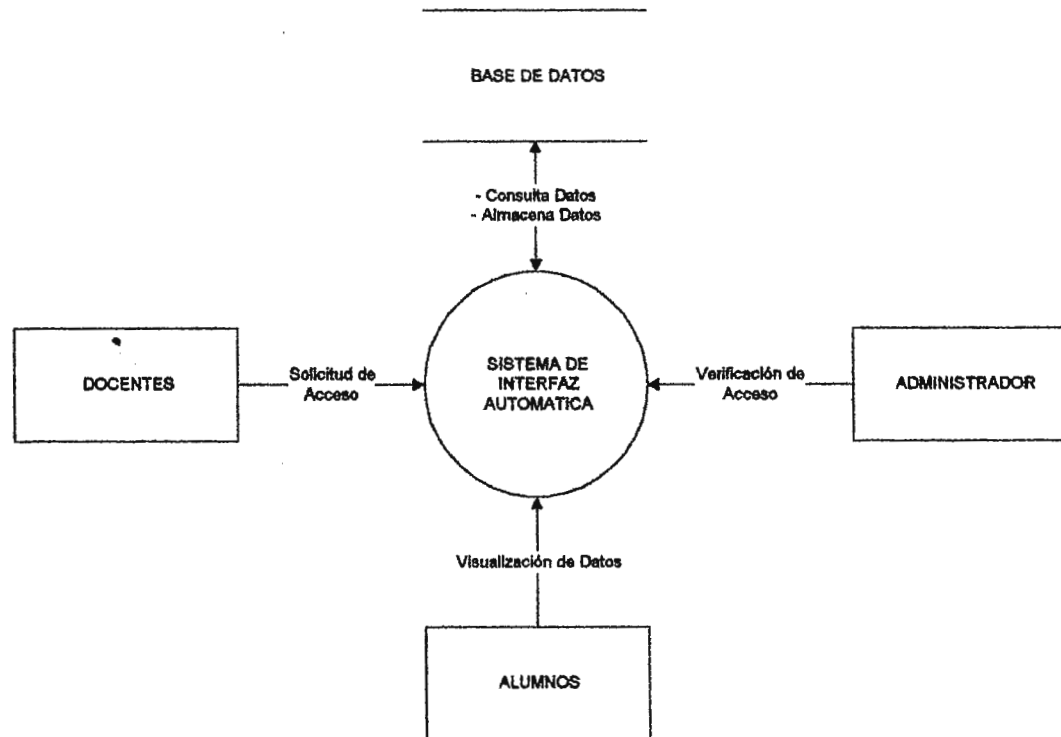 BASE DE DATOS
- Consulta Datos
- Almacena Datos
DOCENTES
Solicitud de
Acceso
SISTEMA DE
INTERFAZ
AUTOMATICA
Verificación de
Acceso
ADMINISTRADOR
Visualización de Datos
ALUMNOS